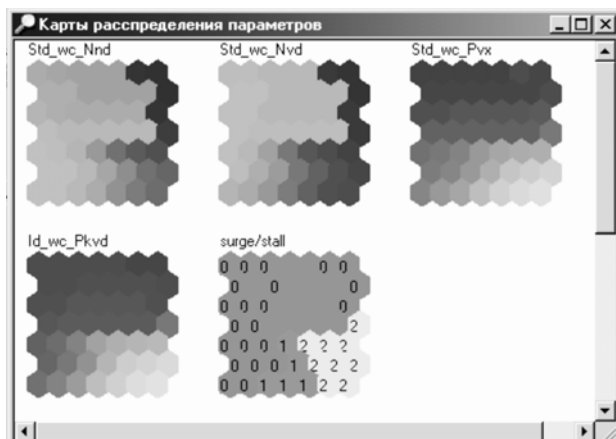 Карты расспределения параметров
Std_wc_Nnd Std_wc_Nvd Std_wc_Pvx
Id_wc_Pkvd surge/stall
0 0 0 0 0
0 0 0
0 0 0 0
0 0 2
0 0 0 0 1 2 2 2
0 0 0 1 2 2 2
0 0 1 1 1 2 2